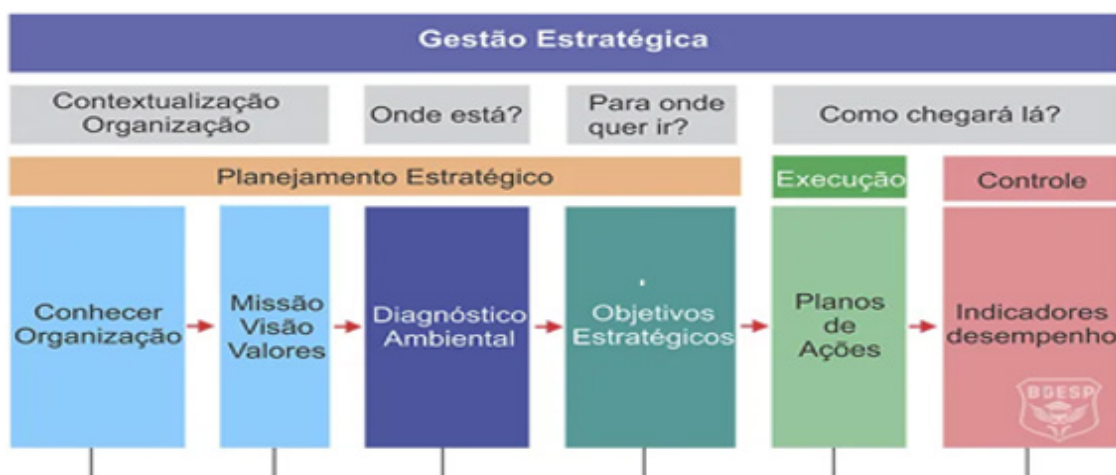 Gestão Estratégica
Contextualização
Organização
Onde está?
Para onde
quer ir?
Como chegará lá?
Planejamento Estratégico
Execução
Controle
Conhecer
Organização
Missão
Visão
Valores
Diagnóstico
Ambiental
Objetivos
Estratégicos
Planos
de
Ações
Indicadores
desempenho
BDESP